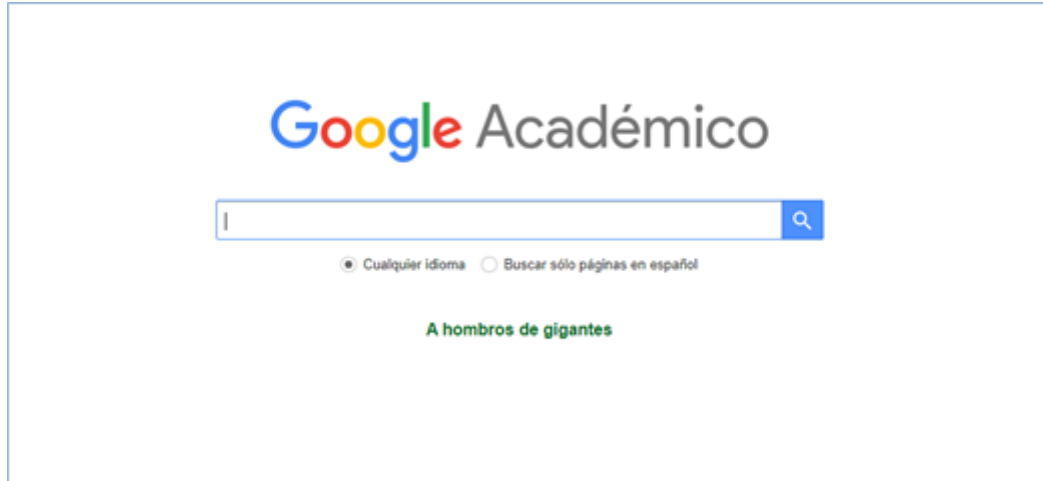 Google Académico
Cualquier idioma Buscar sólo páginas en español
A hombros de gigantes